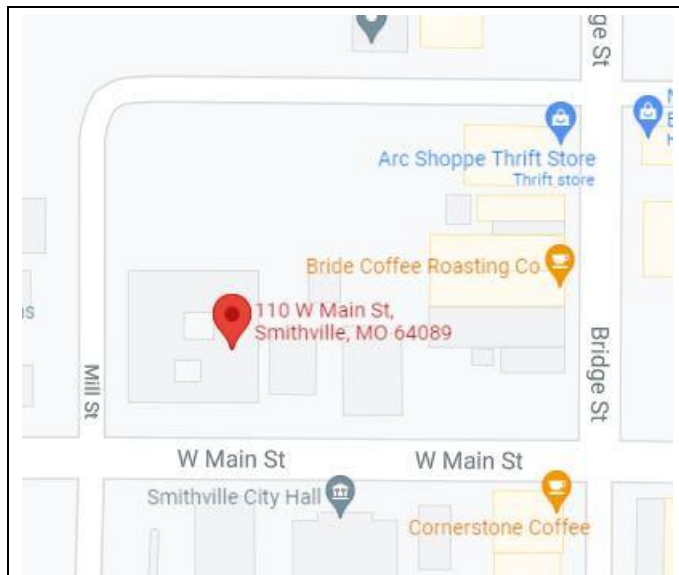 ge St
Arc Shoppe Thrift Store
Thrift store
Bride Coffee Roasting Co
110 W Main St,
Smithville, MO 64089
Mill St
Bridge St
W Main St
W Main St
Smithville City Hall
Cornerstone Coffee